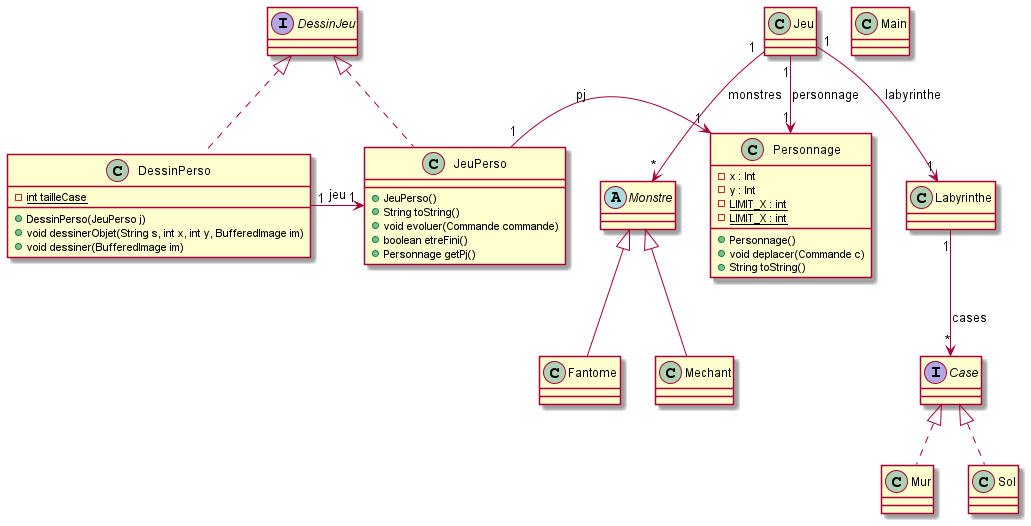 I DessinJeu
C Jeu
C Main
1
1
1
monstres
personnage
labyrinthe
pj
1
1
1
1
*
C DessinPerso
int tailleCase
DessinPerso(JeuPerso j)
void dessinerObjet(String s, int x, int y, BufferedImage im)
void dessiner(BufferedImage im)
1 jeu 1
C JeuPerso
JeuPerso()
String toString()
void evoluer(Commande commande)
boolean etreFini()
Personnage getPj()
A Monstre
C Personnage
x : Int
y : Int
LIMIT_X : int
LIMIT_X : int
Personnage()
void deplacer(Commande c)
String toString()
C Labyrinthe
1
cases
*
C Fantome
C Mechant
I Case
C Mur
C Sol